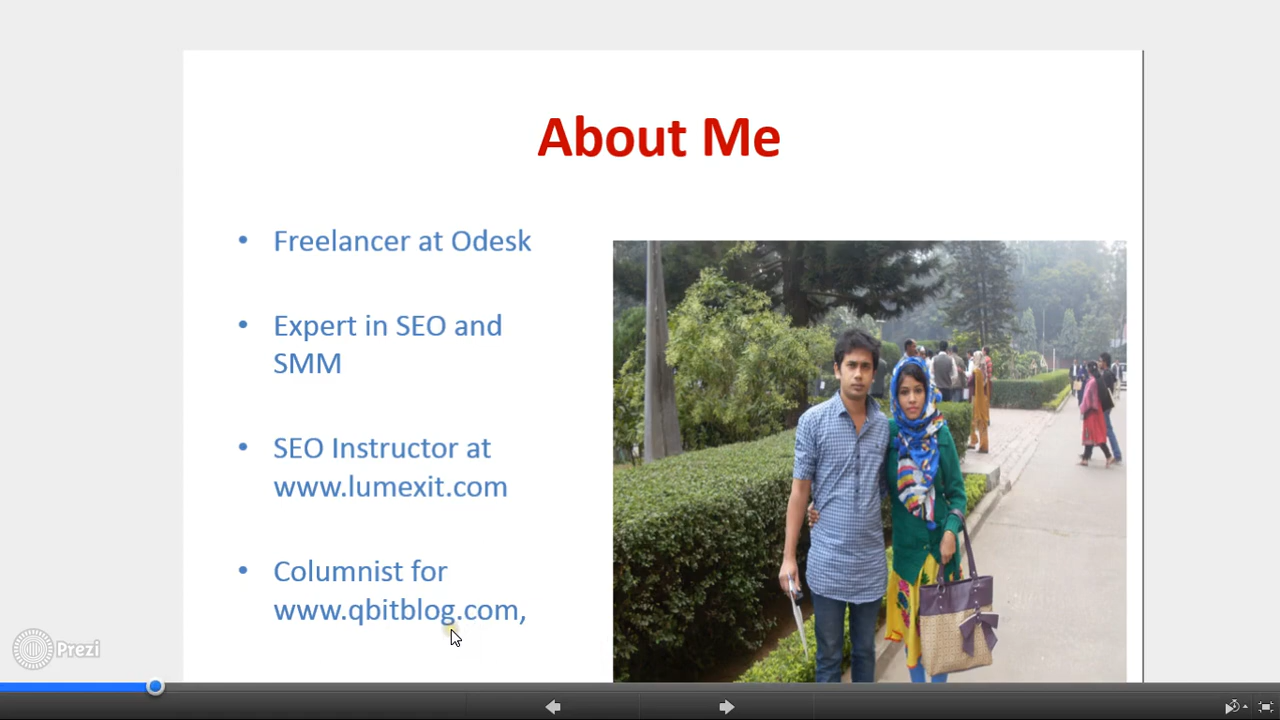 About Me
• Freelancer at Odesk
• Expert in SEO and
SMM
• SEO Instructor at
www.lumexit.com
• Columnist for
www.qbitblog.com,
Prezi